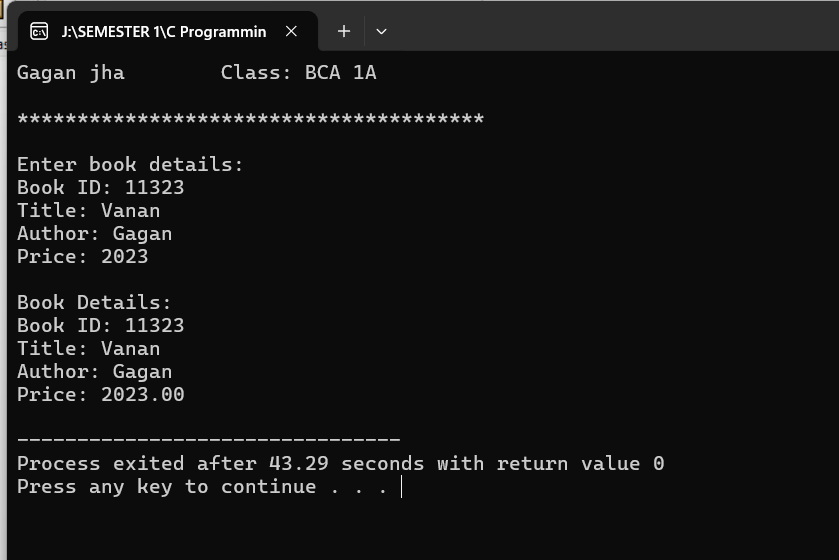 J:\SEMESTER 1\C Programmin
Gagan jha        Class: BCA 1A
***************************************
Enter book details:
Book ID: 11323
Title: Vanan
Author: Gagan
Price: 2023
Book Details:
Book ID: 11323
Title: Vanan
Author: Gagan
Price: 2023.00
--------------------------------
Process exited after 43.29 seconds with return value 0
Press any key to continue . . .